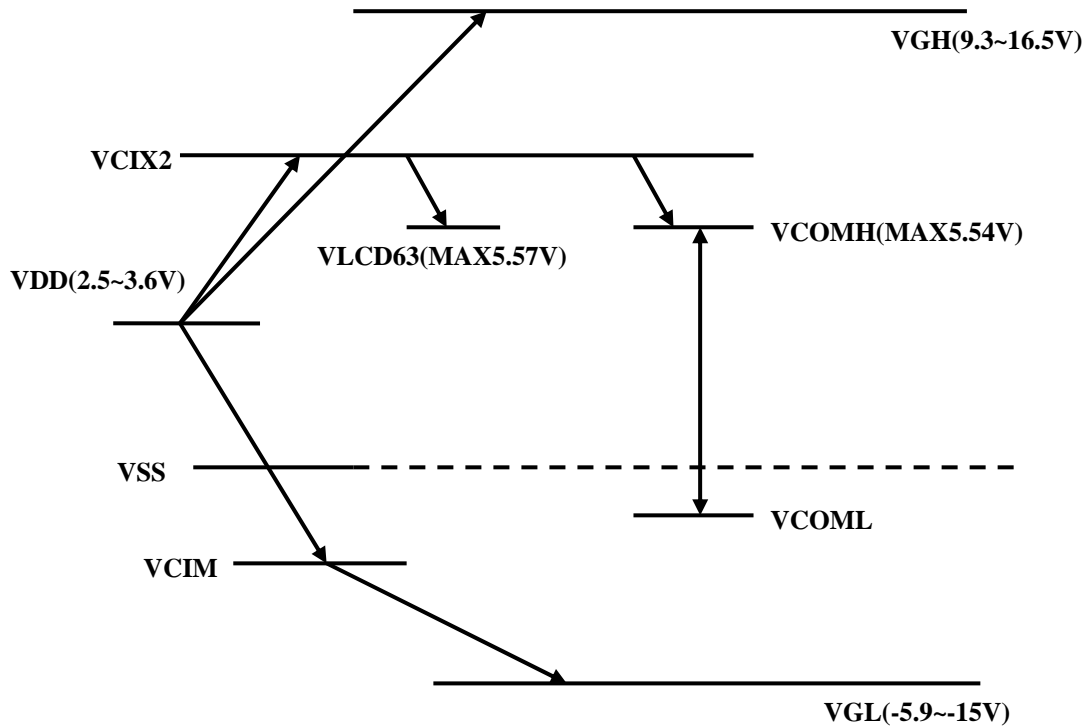 VGH(9.3~16.5V)
VCIX2
VCOMH(MAX5.54V)
VLCD63(MAX5.57V)
VDD(2.5~3.6V)
VSS
VCOML
VCIM
VGL(-5.9~-15V)